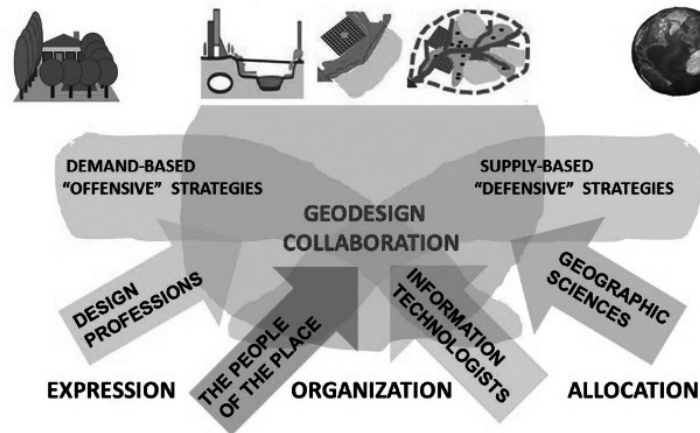 DEMAND-BASED
“OFFENSIVE” STRATEGIES
SUPPLY-BASED
“DEFENSIVE” STRATEGIES
GEODESIGN
COLLABORATION
DESIGN
PROFESSIONS
THE PEOPLE
OF THE PLACE
INFORMATION
TECHNOLOGISTS
GEOGRAPHIC
SCIENCES
EXPRESSION
ORGANIZATION
ALLOCATION